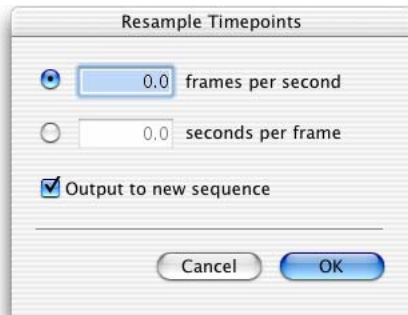 Resample Timepoints
0.0 frames per second
0.0 seconds per frame
Output to new sequence
Cancel OK